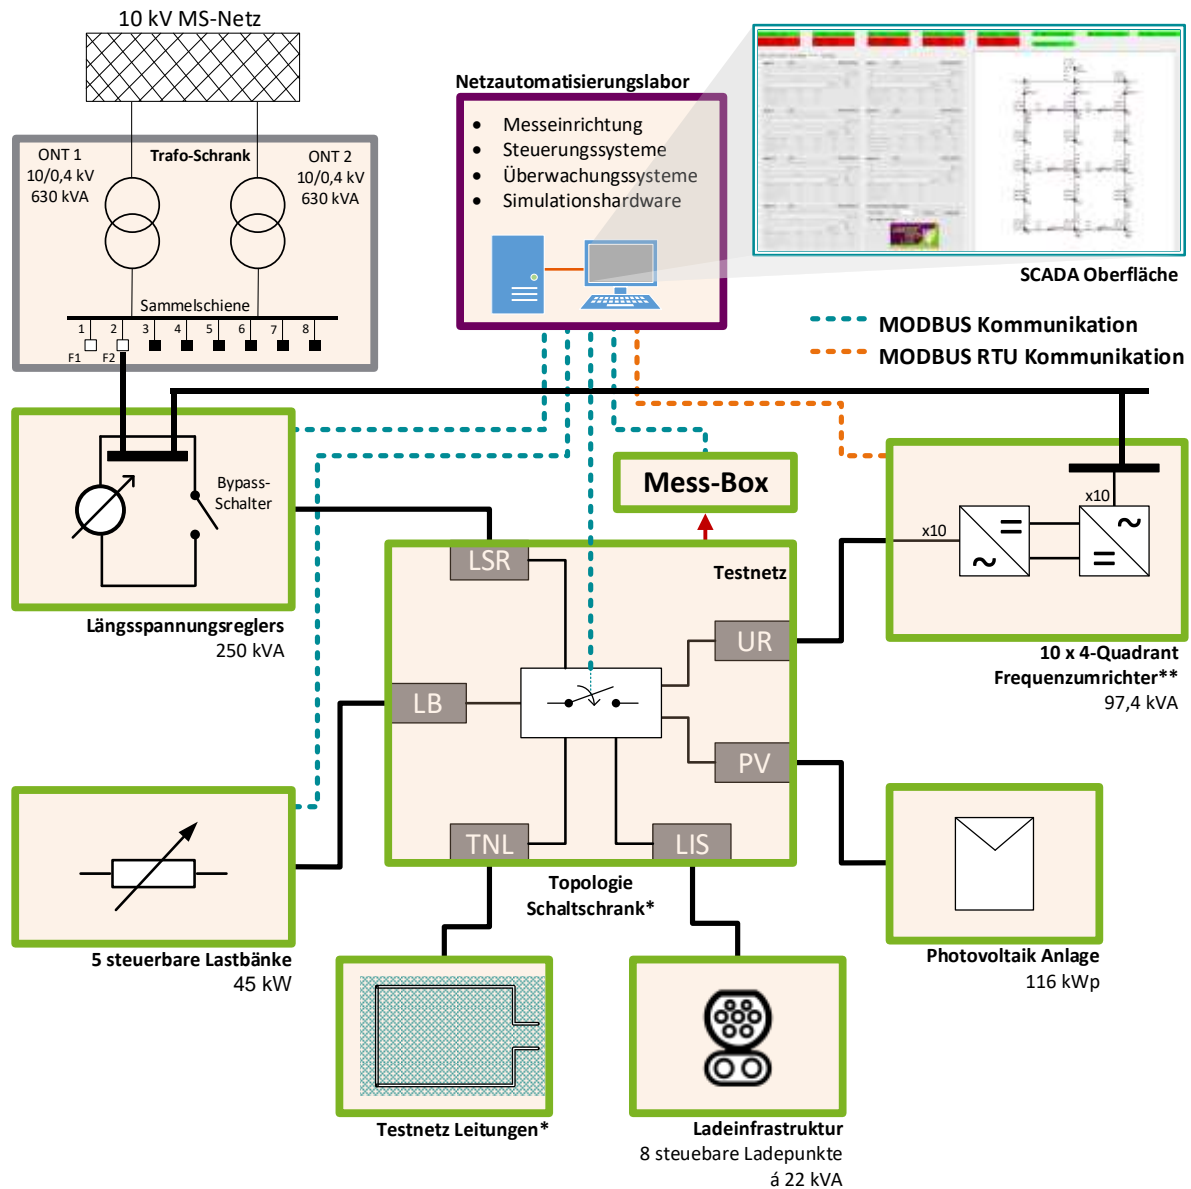 10 kV MS-Netz
ONT 1
10/0,4 kV
630 kVA
Trafo-Schrank
ONT 2
10/0,4 kV
630 kVA
Sammelschiene
1 2 3 4 5 6 7 8
F1 F2
Netzautomatisierungslabor
• Messeinrichtung
• Steuerungssysteme
• Überwachungssysteme
• Simulationshardware
SCADA Oberfläche
MODBUS Kommunikation
MODBUS RTU Kommunikation
Bypass-
Schalter
Längsspannungsreglers
250 kVA
Mess-Box
x10
x10
10 x 4-Quadrant
Frequenzumrichter**
97,4 kVA
LSR
Testnetz
UR
LB
PV
TNL
LIS
Topologie
Schaltschrank*
5 steuerbare Lastbänke
45 kW
Photovoltaik Anlage
116 kWp
Testnetz Leitungen*
Ladeinfrastruktur
8 steuebare Ladepunkte
á 22 kVA